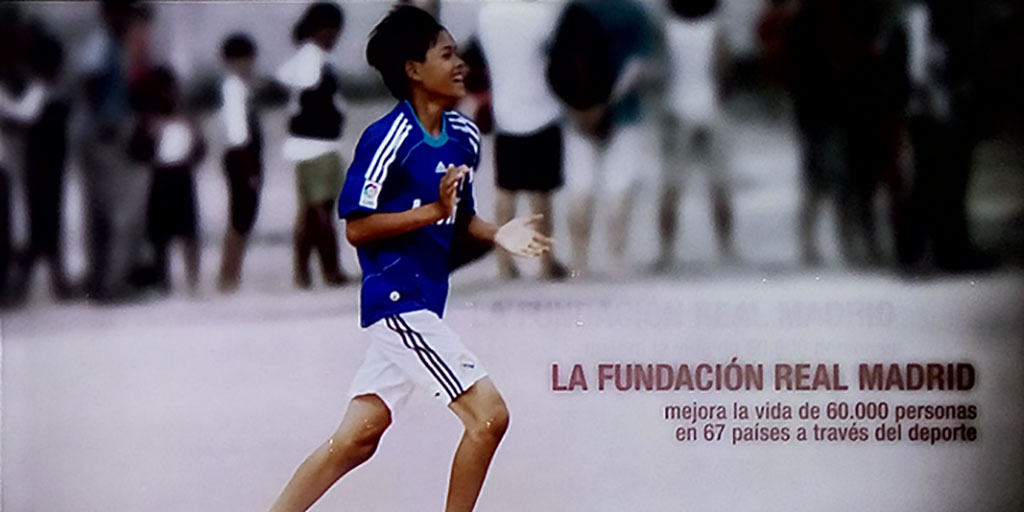 LA FUNDACIÓN REAL MADRID
mejora la vida de 60.000 personas
en 67 países a través del deporte